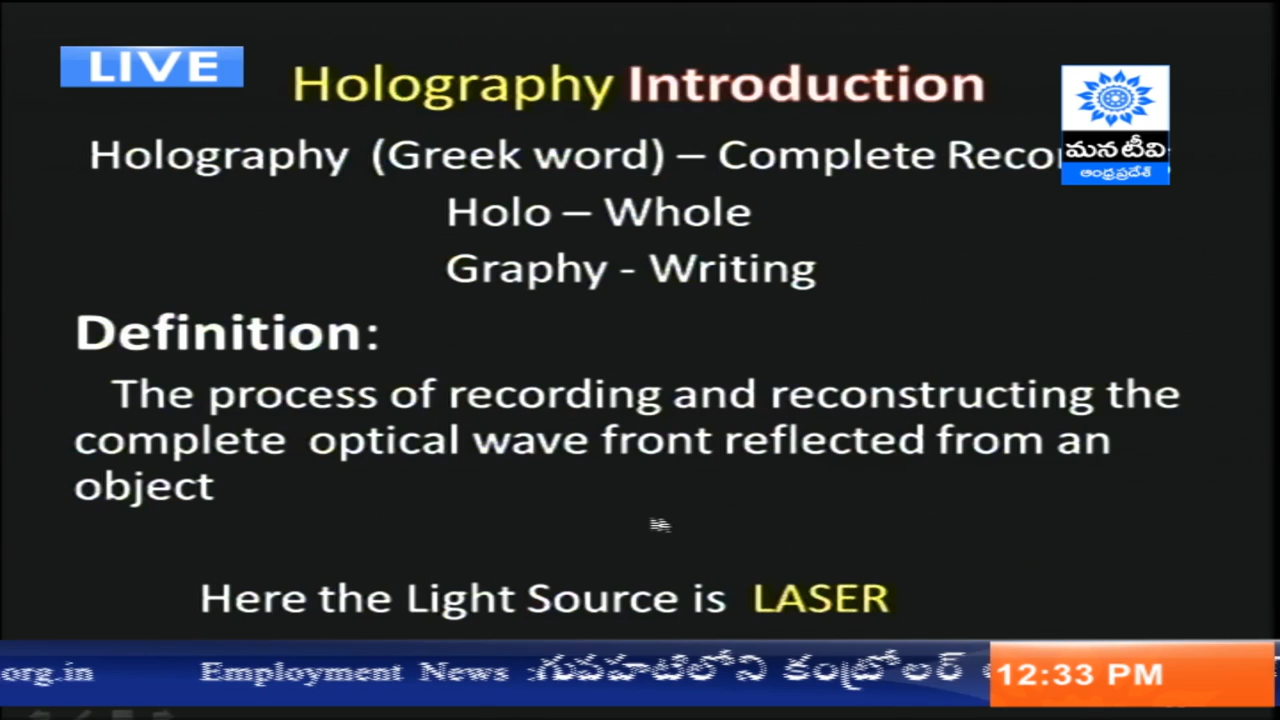 LIVE
Holography Introduction
Holography (Greek word) – Complete
Holo – Whole
Graphy - Writing
మన టీవి
ఆంధ్రప్రదేశ్
Definition:
The process of recording and reconstructing the
complete optical wave front reflected from an
object
Here the Light Source is LASER
org.in Employment News : కంట్రోలర్
12:33 PM